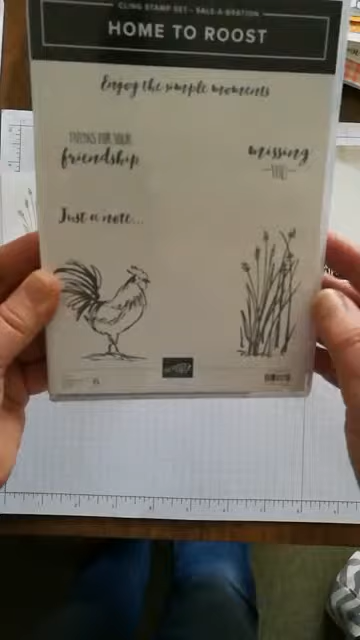 CLING STAMP SET • SALE-A-BRATION
HOME TO ROOST
Enjoy the simple moments
THANKS FOR YOUR
friendship
missing
YOU
Just a note...
6